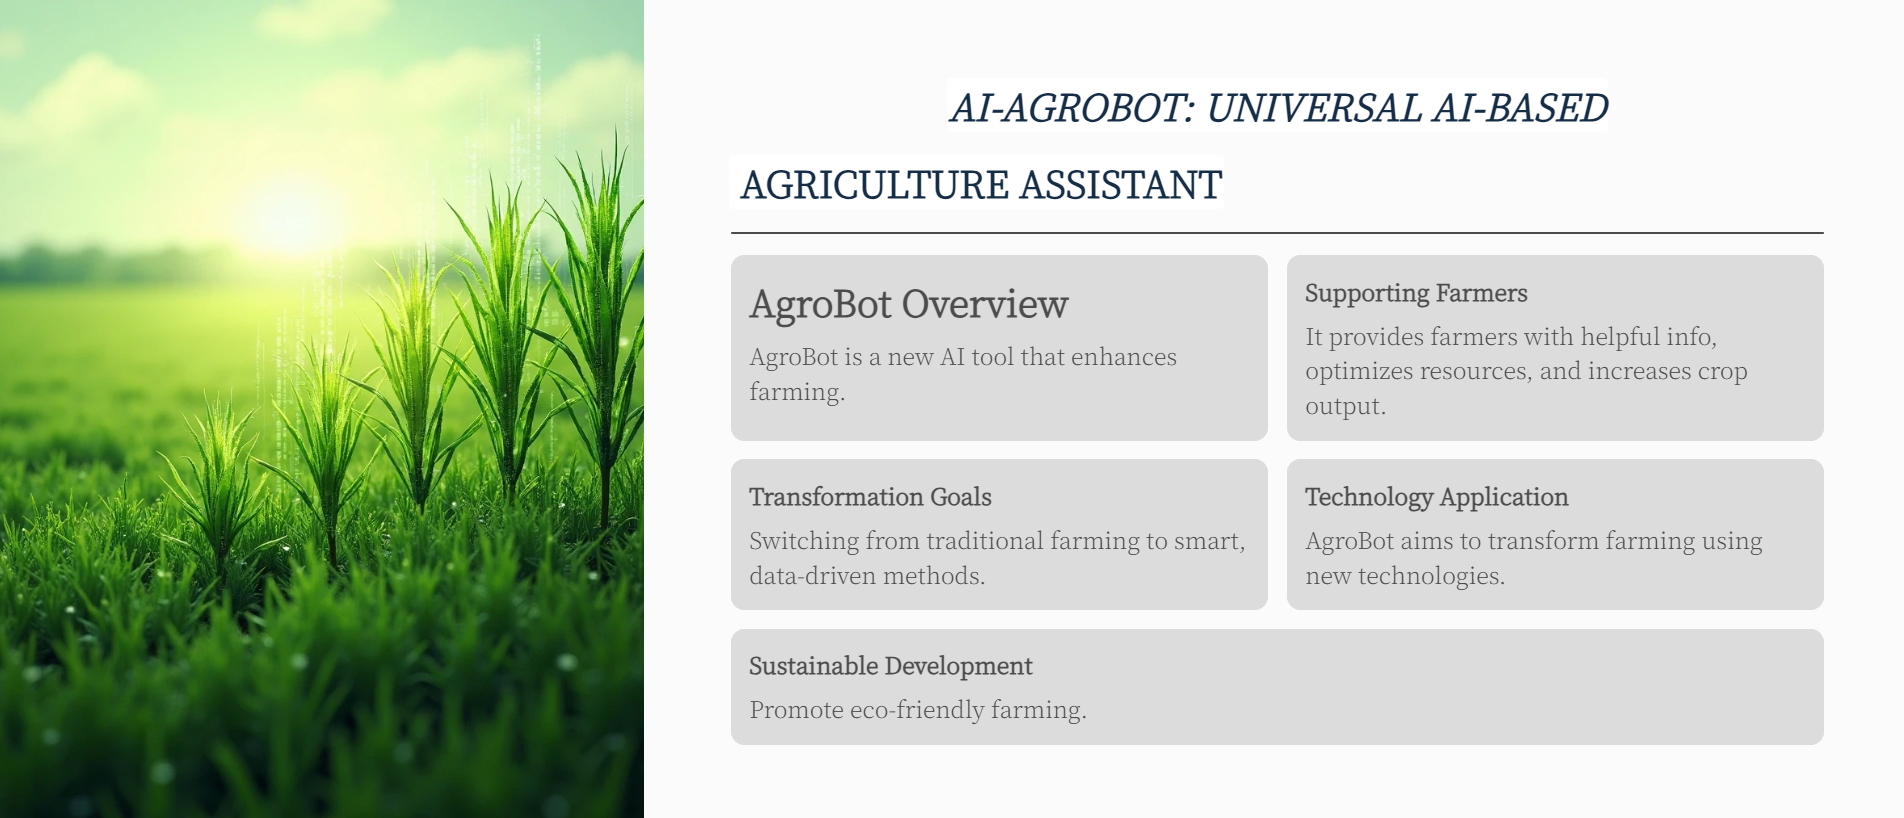 AI-AGROBOT: UNIVERSAL AI-BASED
AGRICULTURE ASSISTANT
AgroBot Overview
AgroBot is a new AI tool that enhances
farming.
Supporting Farmers
It provides farmers with helpful info,
optimizes resources, and increases crop
output.
Transformation Goals
Switching from traditional farming to smart,
data-driven methods.
Technology Application
AgroBot aims to transform farming using
new technologies.
Sustainable Development
Promote eco-friendly farming.